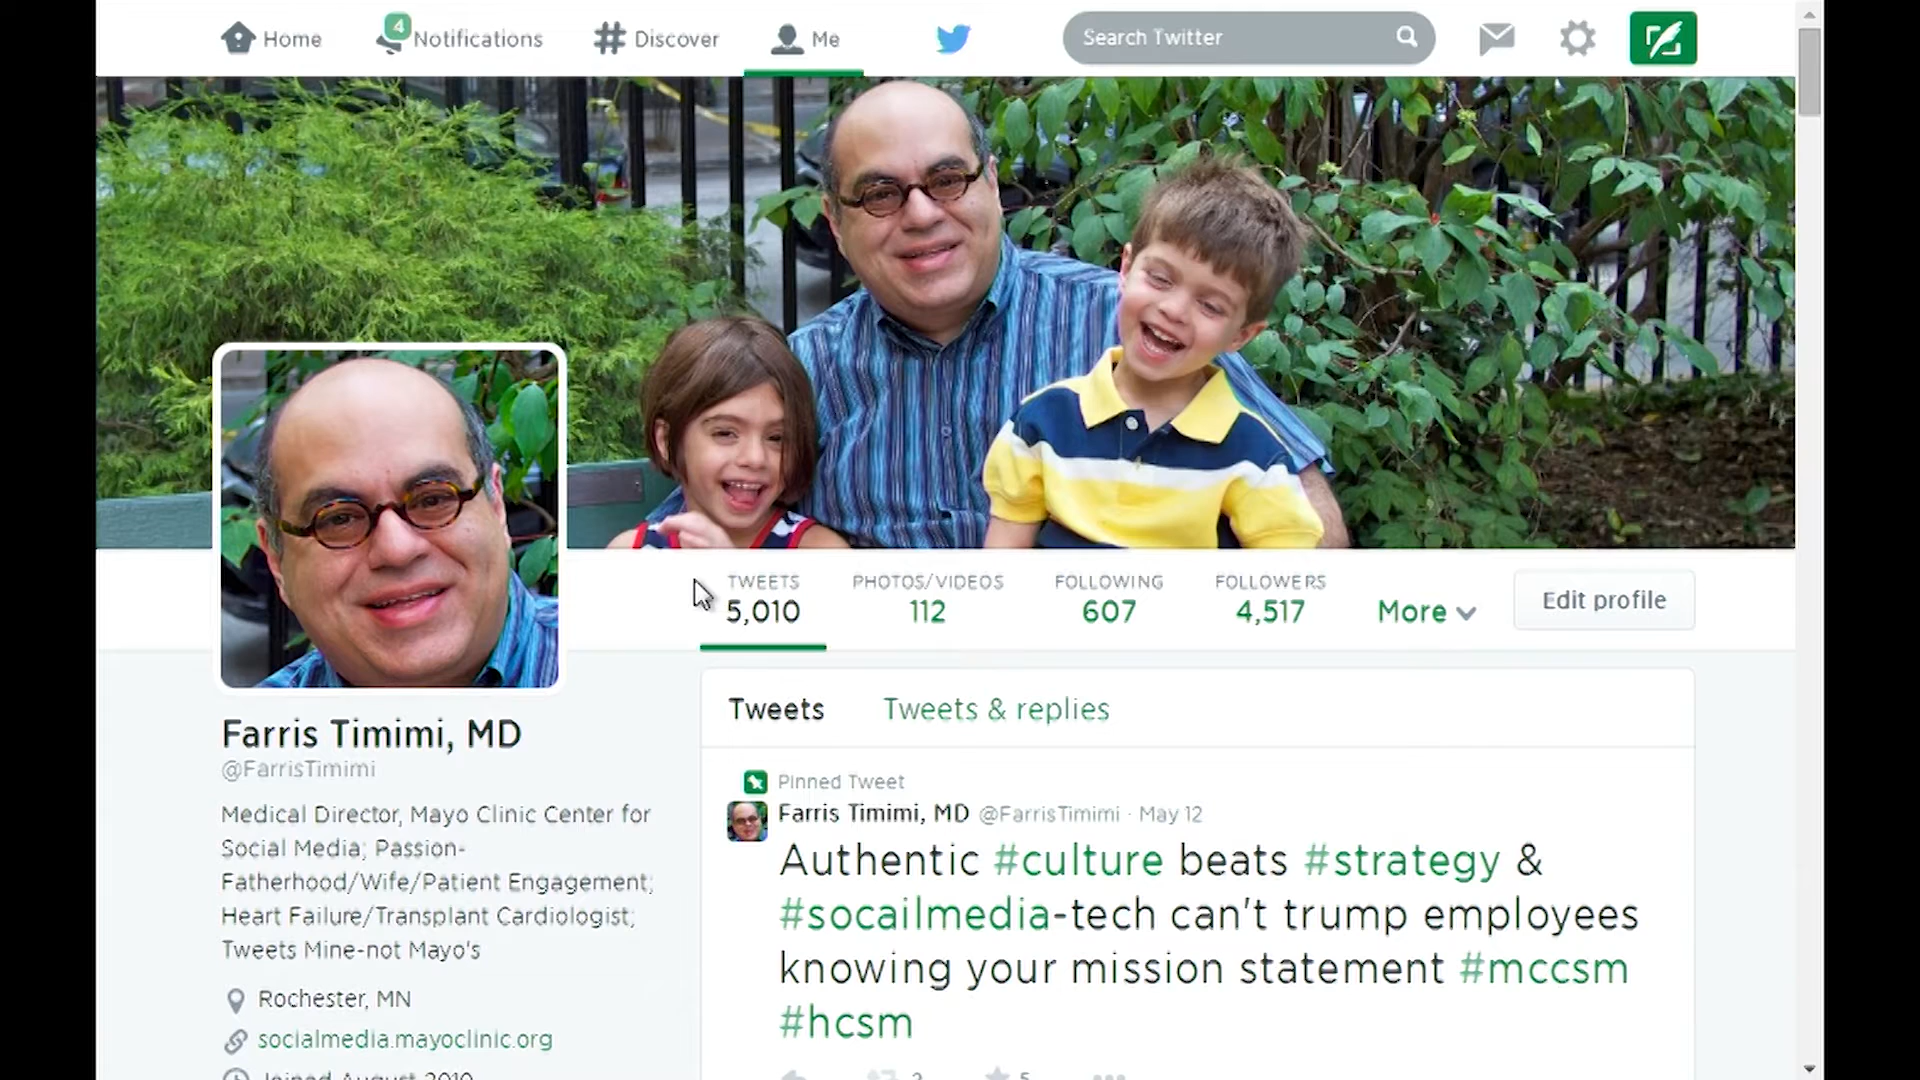 Home
4
Notifications
Discover
Me
Search Twitter
TWEETS
5,010
PHOTOS/VIDEOS
112
FOLLOWING
607
FOLLOWERS
4,517
More
Edit profile
Farris Timimi, MD
@FarrisTimimi
Medical Director, Mayo Clinic Center for
Social Media; Passion-
Fatherhood/Wife/Patient Engagement;
Heart Failure/Transplant Cardiologist;
Tweets Mine-not Mayo's
Rochester, MN
socialmedia.mayoclinic.org
Joined August 2010
Tweets
Tweets & replies
Pinned Tweet
Farris Timimi, MD @FarrisTimimi · May 12
Authentic #culture beats #strategy &
#socailmedia-tech can't trump employees
knowing your mission statement #mccsm
#hcsm
5